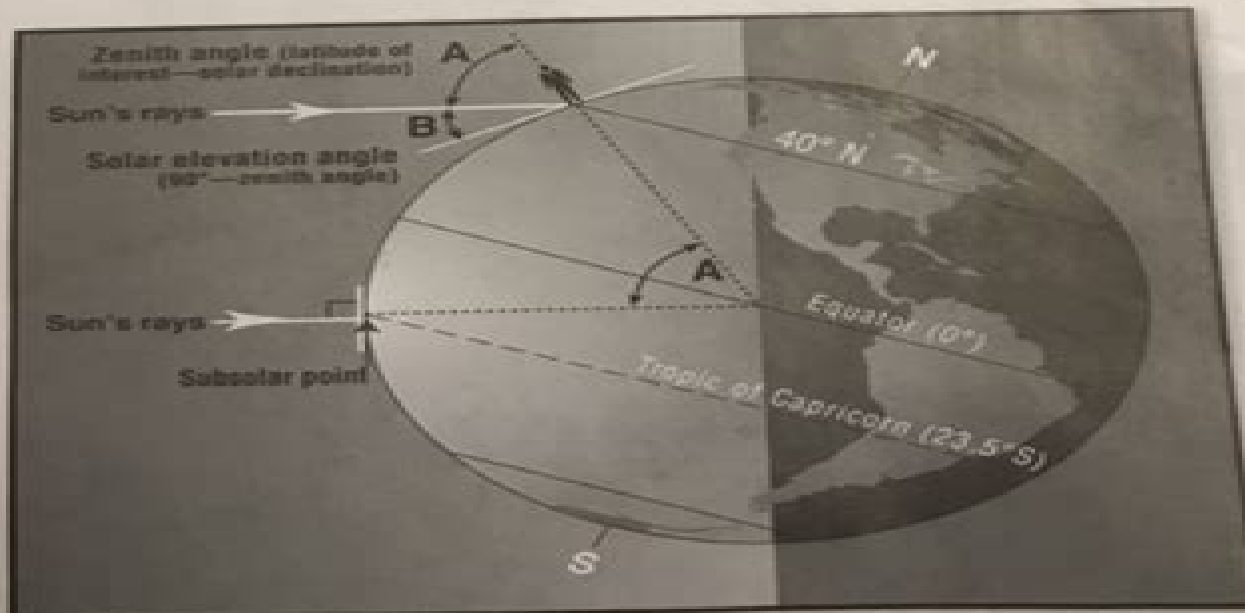 Zenith angle (latitude of
interest—solar declination)
A
N
Sun's rays
B
40° N
Solar elevation angle
(90°—zenith angle)
A
Equator (0°)
Sun's rays
Subsolar point
Tropic of Capricorn (23.5°S)
S